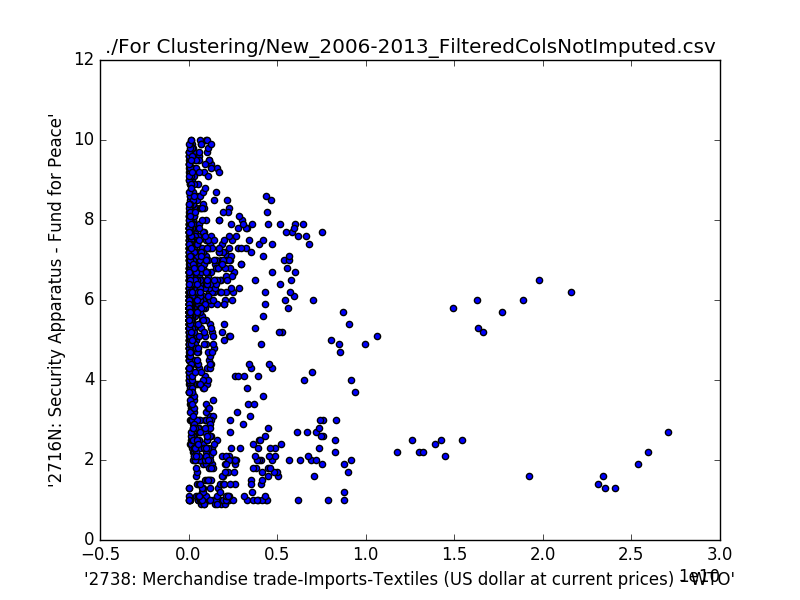 ./For Clustering/New_2006-2013_FilteredColsNotImputed.csv
12
10
8
6
4
2
0
'2716N: Security Apparatus - Fund for Peace'
−0.5 0.0 0.5 1.0 1.5 2.0 2.5 3.0
1e10
'2738: Merchandise trade-Imports-Textiles (US dollar at current prices) - WTO'